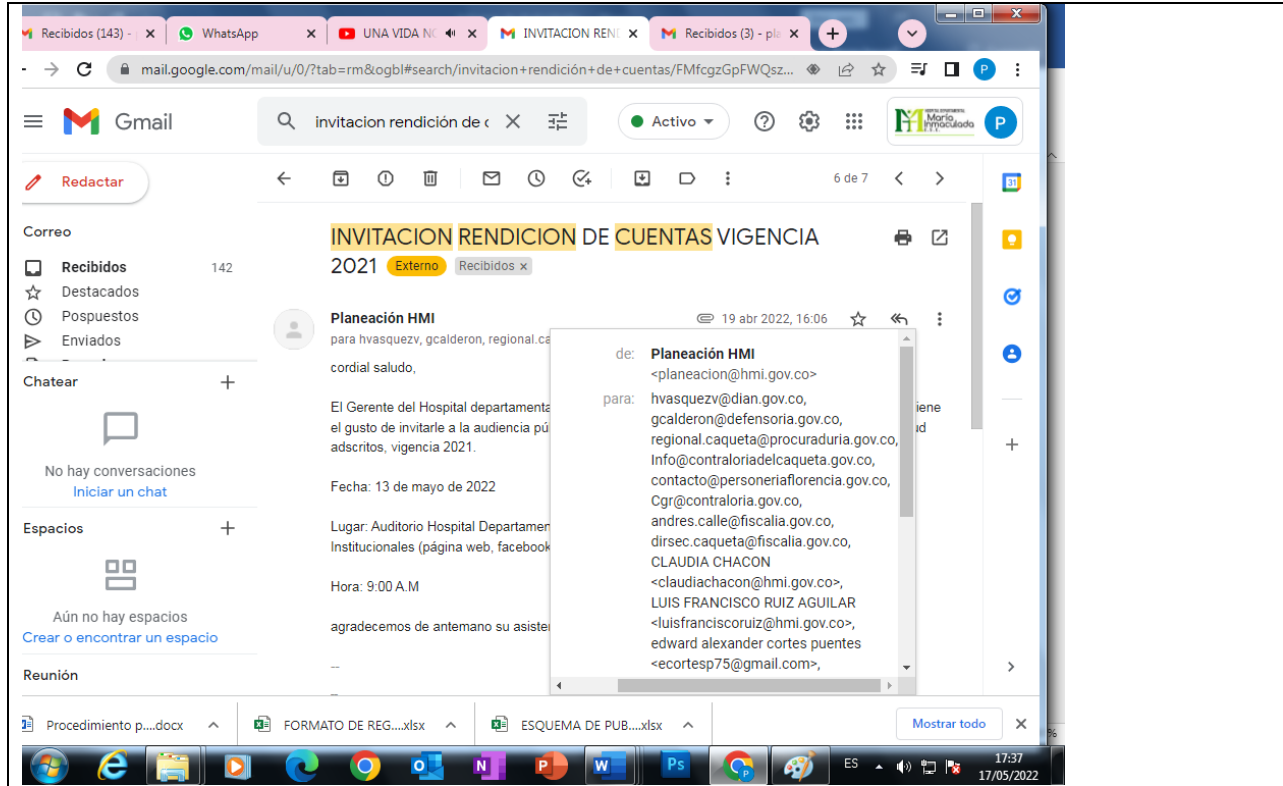 Recibidos (143) -
WhatsApp
UNA VIDA NO
INVITACION REND
Recibidos (3) - pla
mail.google.com/mail/u/0/?tab=rm&ogbl#search/invitacion+rendición+de+cuentas/FMfcgzGpFWQsz...
P
Gmail
invitacion rendición de c
Activo
María
Inmaculada
P
Redactar
6 de 7
31
Correo
Recibidos 142
Destacados
Pospuestos
Enviados
INVITACION RENDICION DE CUENTAS VIGENCIA
2021 Externo Recibidos x
Planeación HMI 19 abr 2022, 16:06
para hvasquezv, gcalderon, regional.ca
cordial saludo,
El Gerente del Hospital departamenta iene
el gusto de invitarle a la audiencia pú ud
adscritos, vigencia 2021.
Fecha: 13 de mayo de 2022
Lugar: Auditorio Hospital Departamen
Institucionales (página web, facebook
Hora: 9:00 A.M
agradecemos de antemano su asiste
--
de: Planeación HMI
<planeacion@hmi.gov.co>
para: hvasquezv@dian.gov.co,
gcalderon@defensoria.gov.co,
regional.caqueta@procuraduria.gov.co,
Info@contraloriadelcaqueta.gov.co,
contacto@personeriaflorencia.gov.co,
Cgr@contraloria.gov.co,
andres.calle@fiscalia.gov.co,
dirsec.caqueta@fiscalia.gov.co,
CLAUDIA CHACON
<claudiachacon@hmi.gov.co>,
LUIS FRANCISCO RUIZ AGUILAR
<luisfranciscoruiz@hmi.gov.co>,
edward alexander cortes puentes
<ecortesp75@gmail.com>,
Chatear
No hay conversaciones
Iniciar un chat
Espacios
Aún no hay espacios
Crear o encontrar un espacio
Reunión
Procedimiento p....docx
FORMATO DE REG....xlsx
ESQUEMA DE PUB....xlsx
Mostrar todo
%
ES
17:37
17/05/2022